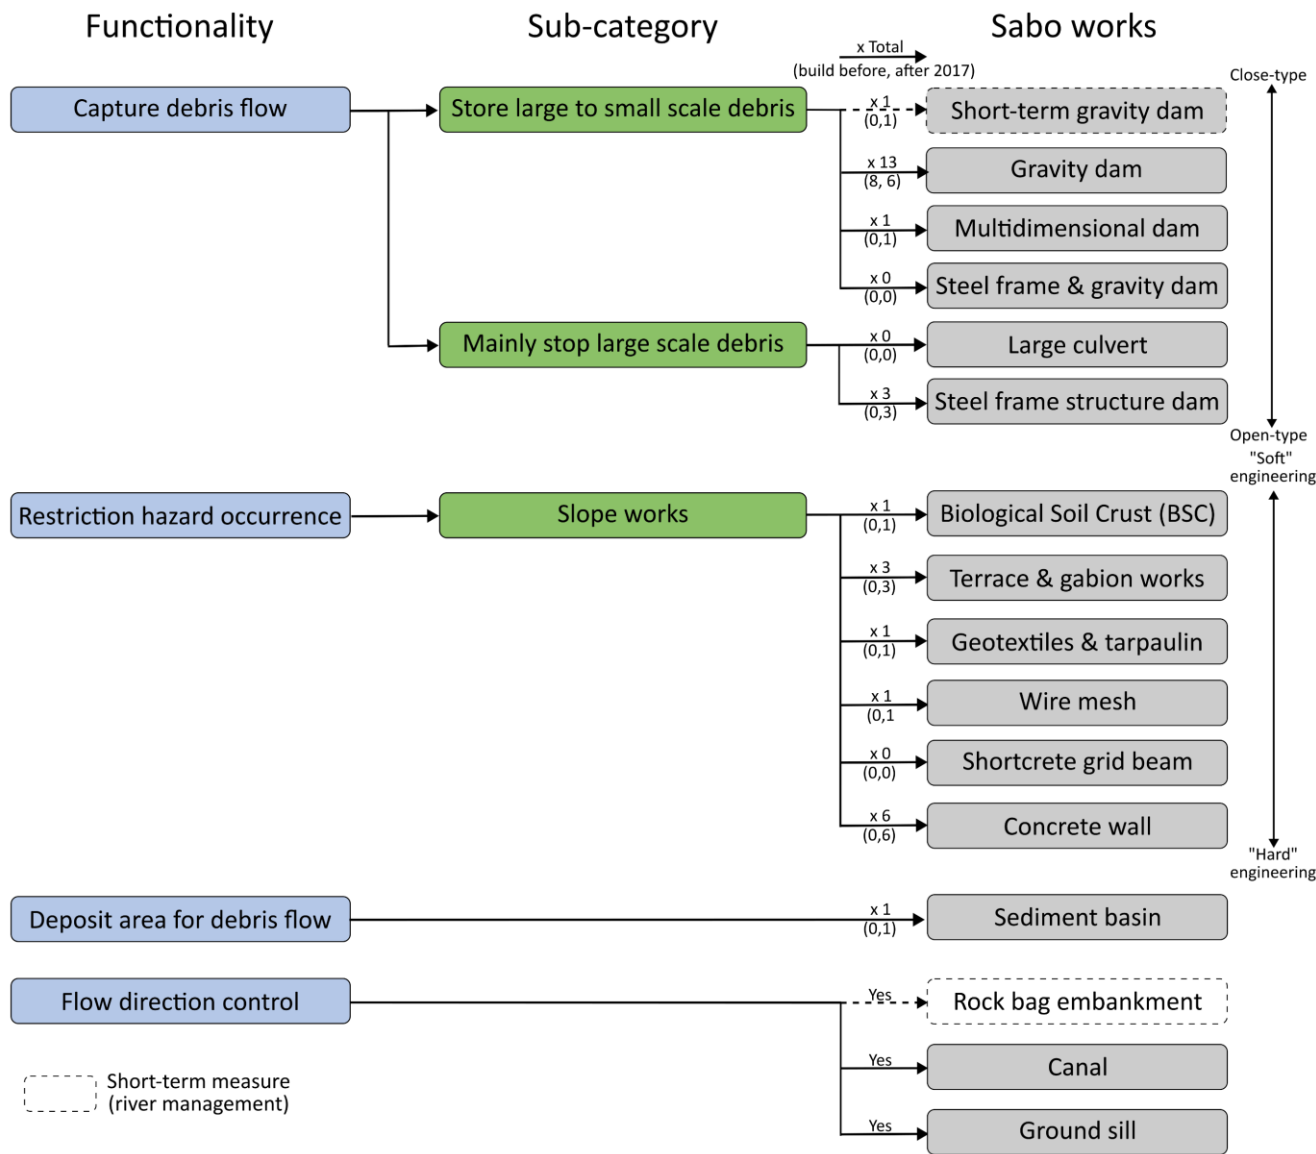 Functionality
Sub-category
Sabo works
x Total
(build before, after 2017)
Close-type
Capture debris flow
Store large to small scale debris
x 1
(0,1)
Short-term gravity dam
x 13
(8, 6)
Gravity dam
x 1
(0,1)
Multidimensional dam
x 0
(0,0)
Steel frame & gravity dam
Mainly stop large scale debris
x 0
(0,0)
Large culvert
x 3
(0,3)
Steel frame structure dam
Open-type
"Soft"
engineering
Restriction hazard occurrence
Slope works
x 1
(0,1)
Biological Soil Crust (BSC)
x 3
(0,3)
Terrace & gabion works
x 1
(0,1)
Geotextiles & tarpaulin
x 1
(0,1
Wire mesh
x 0
(0,0)
Shortcrete grid beam
x 6
(0,6)
Concrete wall
"Hard"
engineering
Deposit area for debris flow
x 1
(0,1)
Sediment basin
Flow direction control
Yes
Rock bag embankment
Yes
Canal
Yes
Ground sill
Short-term measure
(river management)